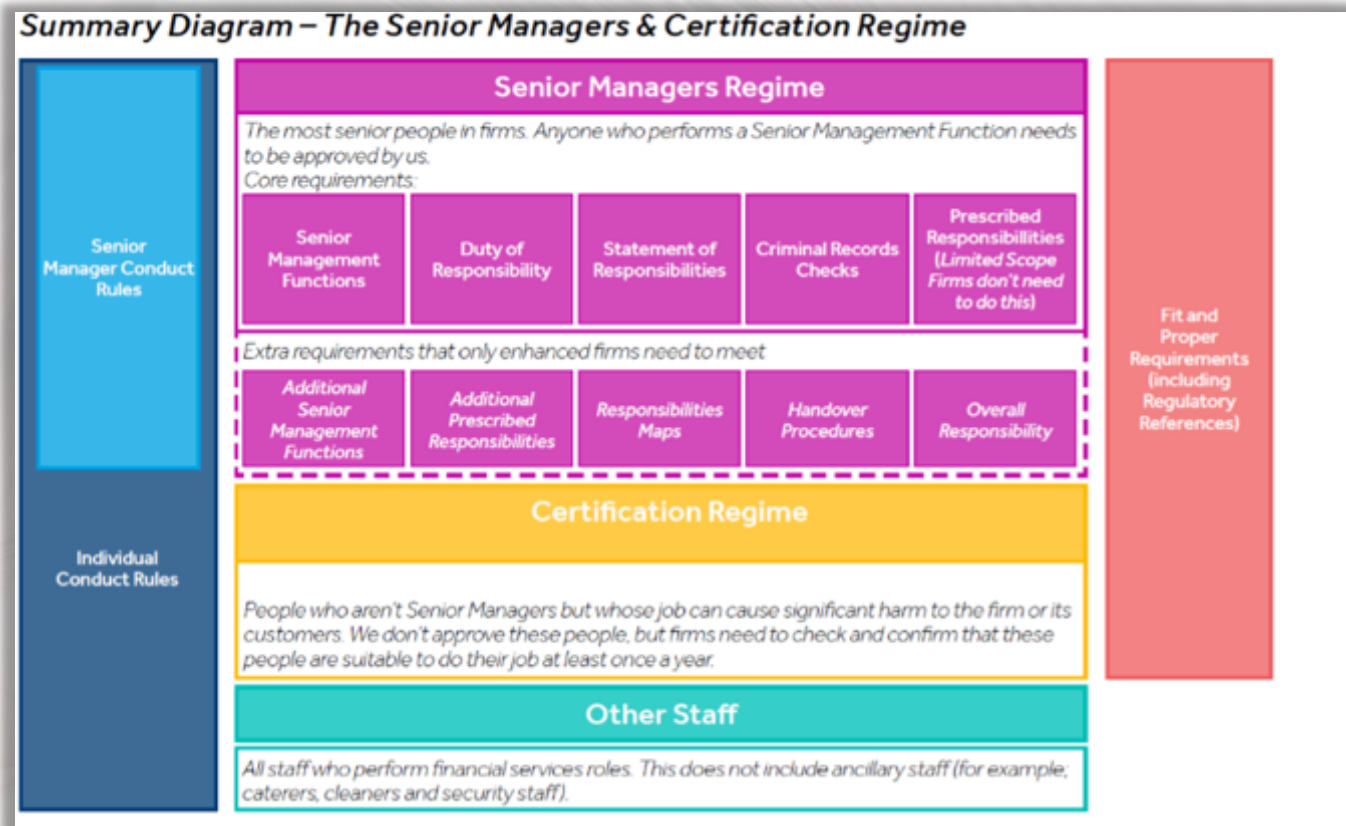 Summary Diagram – The Senior Managers & Certification Regime
Senior
Manager Conduct
Rules
Individual
Conduct Rules
Senior Managers Regime
The most senior people in firms. Anyone who performs a Senior Management Function needs
to be approved by us.
Core requirements:
Senior
Management
Functions
Duty of
Responsibility
Statement of
Responsibilities
Criminal Records
Checks
Prescribed
Responsibillities
(Limited Scope
Firms don't need
to do this)
Extra requirements that only enhanced firms need to meet
Additional
Senior
Management
Functions
Additional
Prescribed
Responsibilities
Responsibilities
Maps
Handover
Procedures
Overall
Responsibility
Certification Regime
People who aren't Senior Managers but whose job can cause significant harm to the firm or its
customers. We don't approve these people, but firms need to check and confirm that these
people are suitable to do their job at least once a year.
Other Staff
All staff who perform financial services roles. This does not include ancillary staff (for example;
caterers, cleaners and security staff).
Fit and
Proper
Requirements
(including
Regulatory
References)